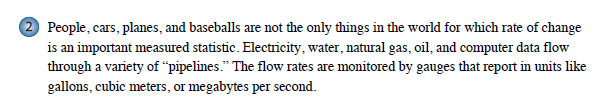 2 People, cars, planes, and baseballs are not the only things in the world for which rate of change
is an important measured statistic. Electricity, water, natural gas, oil, and computer data flow
through a variety of “pipelines.” The flow rates are monitored by gauges that report in units like
gallons, cubic meters, or megabytes per second.